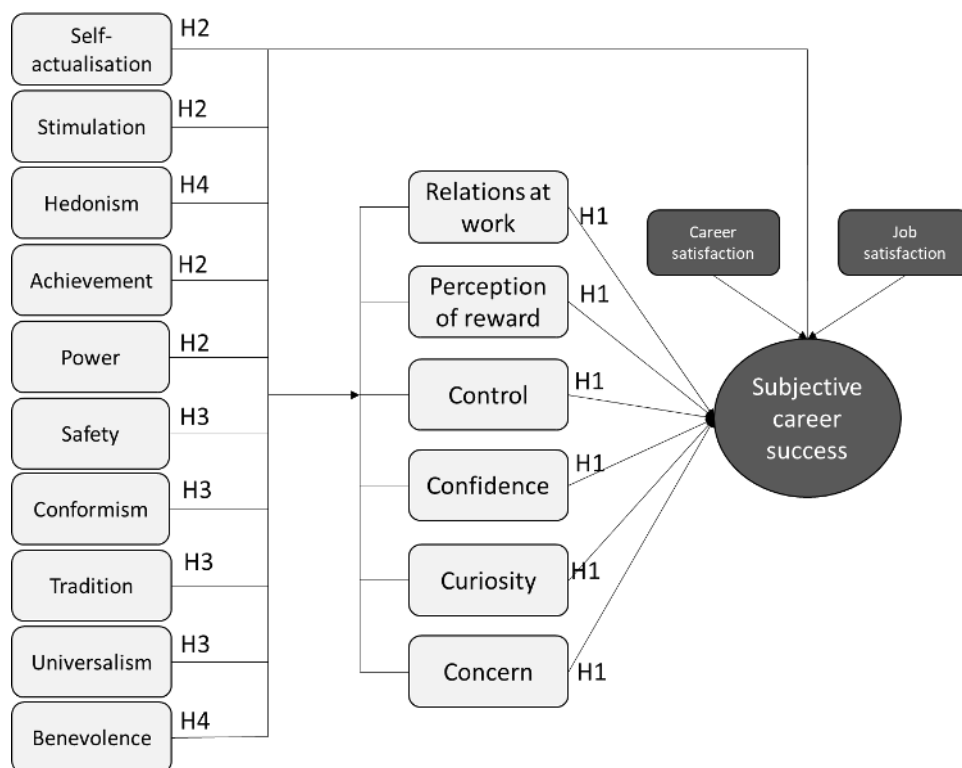 Self-
actualisation
H2
Stimulation
H2
Hedonism
H4
Achievement
H2
Power
H2
Safety
H3
Conformism
H3
Tradition
H3
Universalism
H3
Benevolence
H4
Relations at
work
H1
Perception
of reward
H1
Control
H1
Confidence
H1
Curiosity
H1
Concern
H1
Career
satisfaction
Job
satisfaction
Subjective
career
success